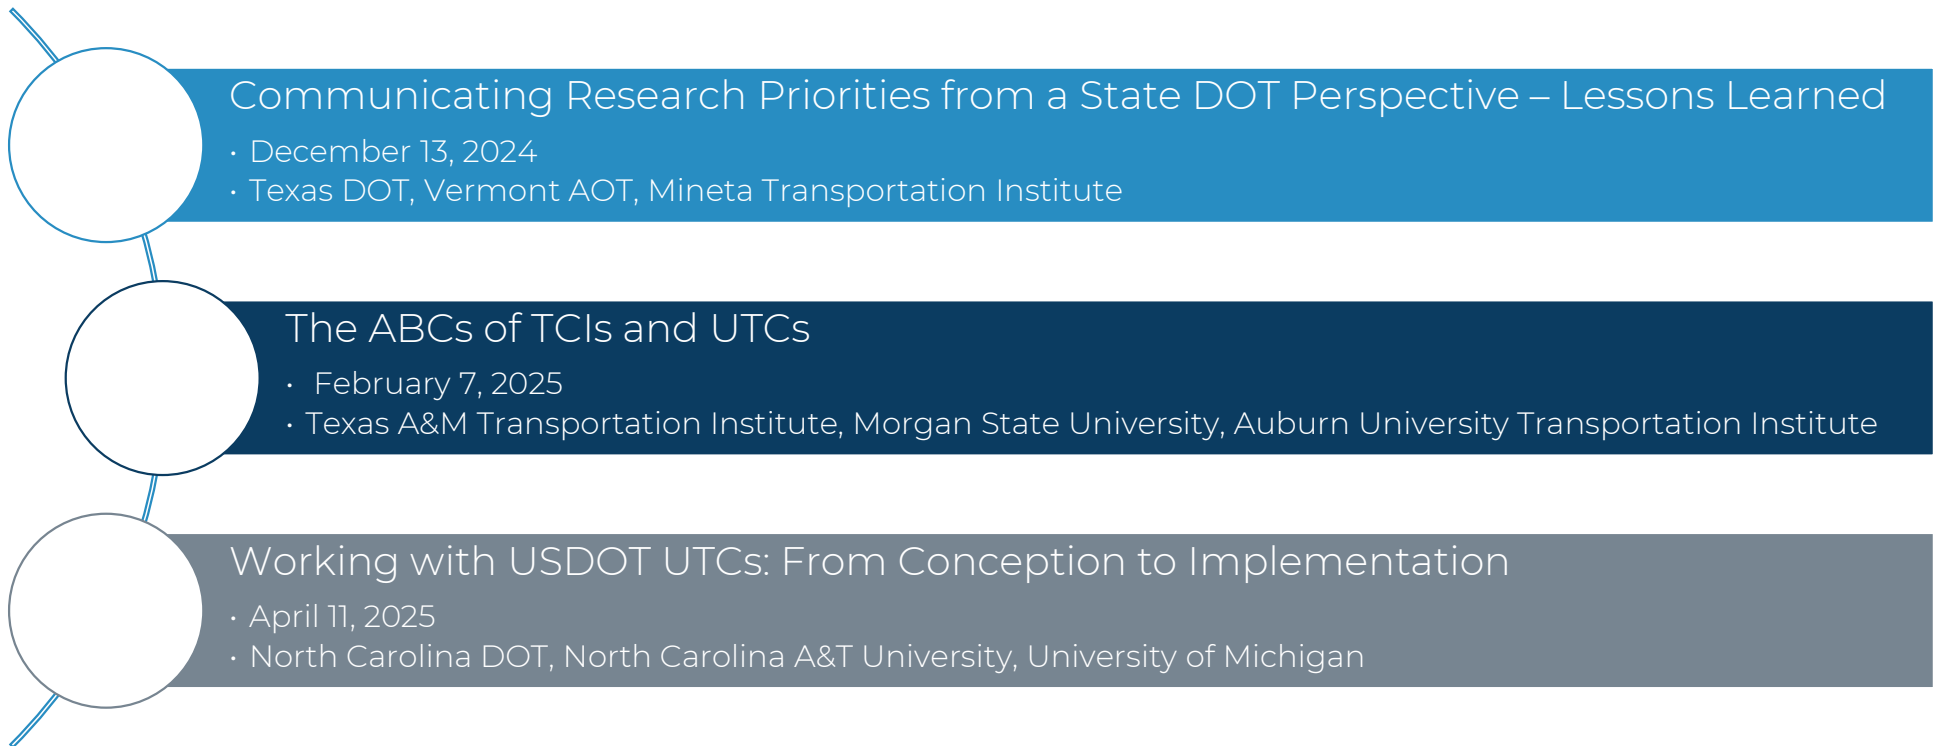 Communicating Research Priorities from a State DOT Perspective – Lessons Learned
• December 13, 2024
• Texas DOT, Vermont AOT, Mineta Transportation Institute
The ABCs of TCIs and UTCs
• February 7, 2025
• Texas A&M Transportation Institute, Morgan State University, Auburn University Transportation Institute
Working with USDOT UTCs: From Conception to Implementation
• April 11, 2025
• North Carolina DOT, North Carolina A&T University, University of Michigan